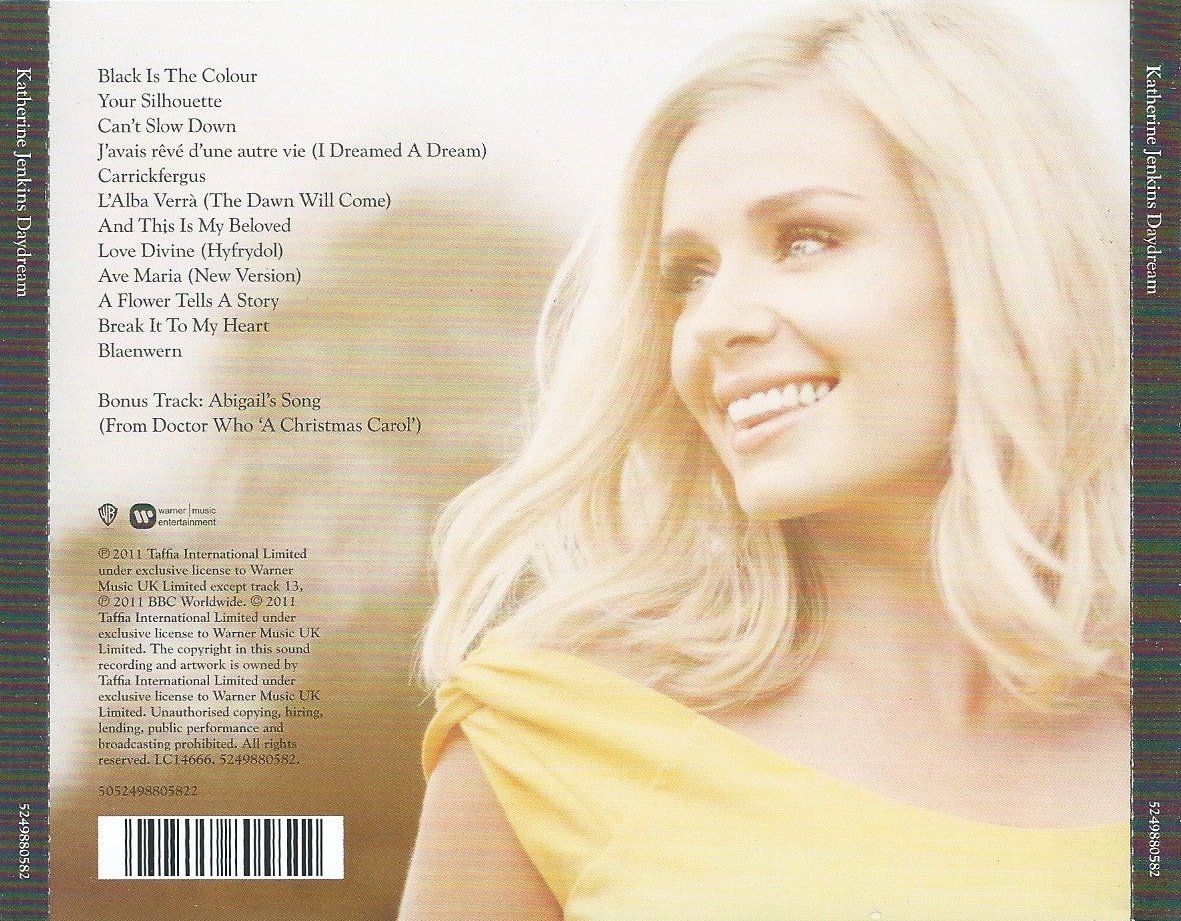 Katherine Jenkins Daydream
5249880582
Black Is The Colour
Your Silhouette
Can't Slow Down
J'avais rêvé d'une autre vie (I Dreamed A Dream)
Carrickfergus
L'Alba Verrà (The Dawn Will Come)
And This Is My Beloved
Love Divine (Hyfrydol)
Ave Maria (New Version)
A Flower Tells A Story
Break It To My Heart
Blaenwern
Bonus Track: Abigail's Song
(From Doctor Who 'A Christmas Carol')
WB
warner | music
entertainment
℗ 2011 Taffia International Limited
under exclusive license to Warner
Music UK Limited except track 13,
℗ 2011 BBC Worldwide. © 2011
Taffia International Limited under
exclusive license to Warner Music UK
Limited. The copyright in this sound
recording and artwork is owned by
Taffia International Limited under
exclusive license to Warner Music UK
Limited. Unauthorised copying, hiring,
lending, public performance and
broadcasting prohibited. All rights
reserved. LC14666. 5249880582.
5052498805822
Katherine Jenkins Daydream
5249880582